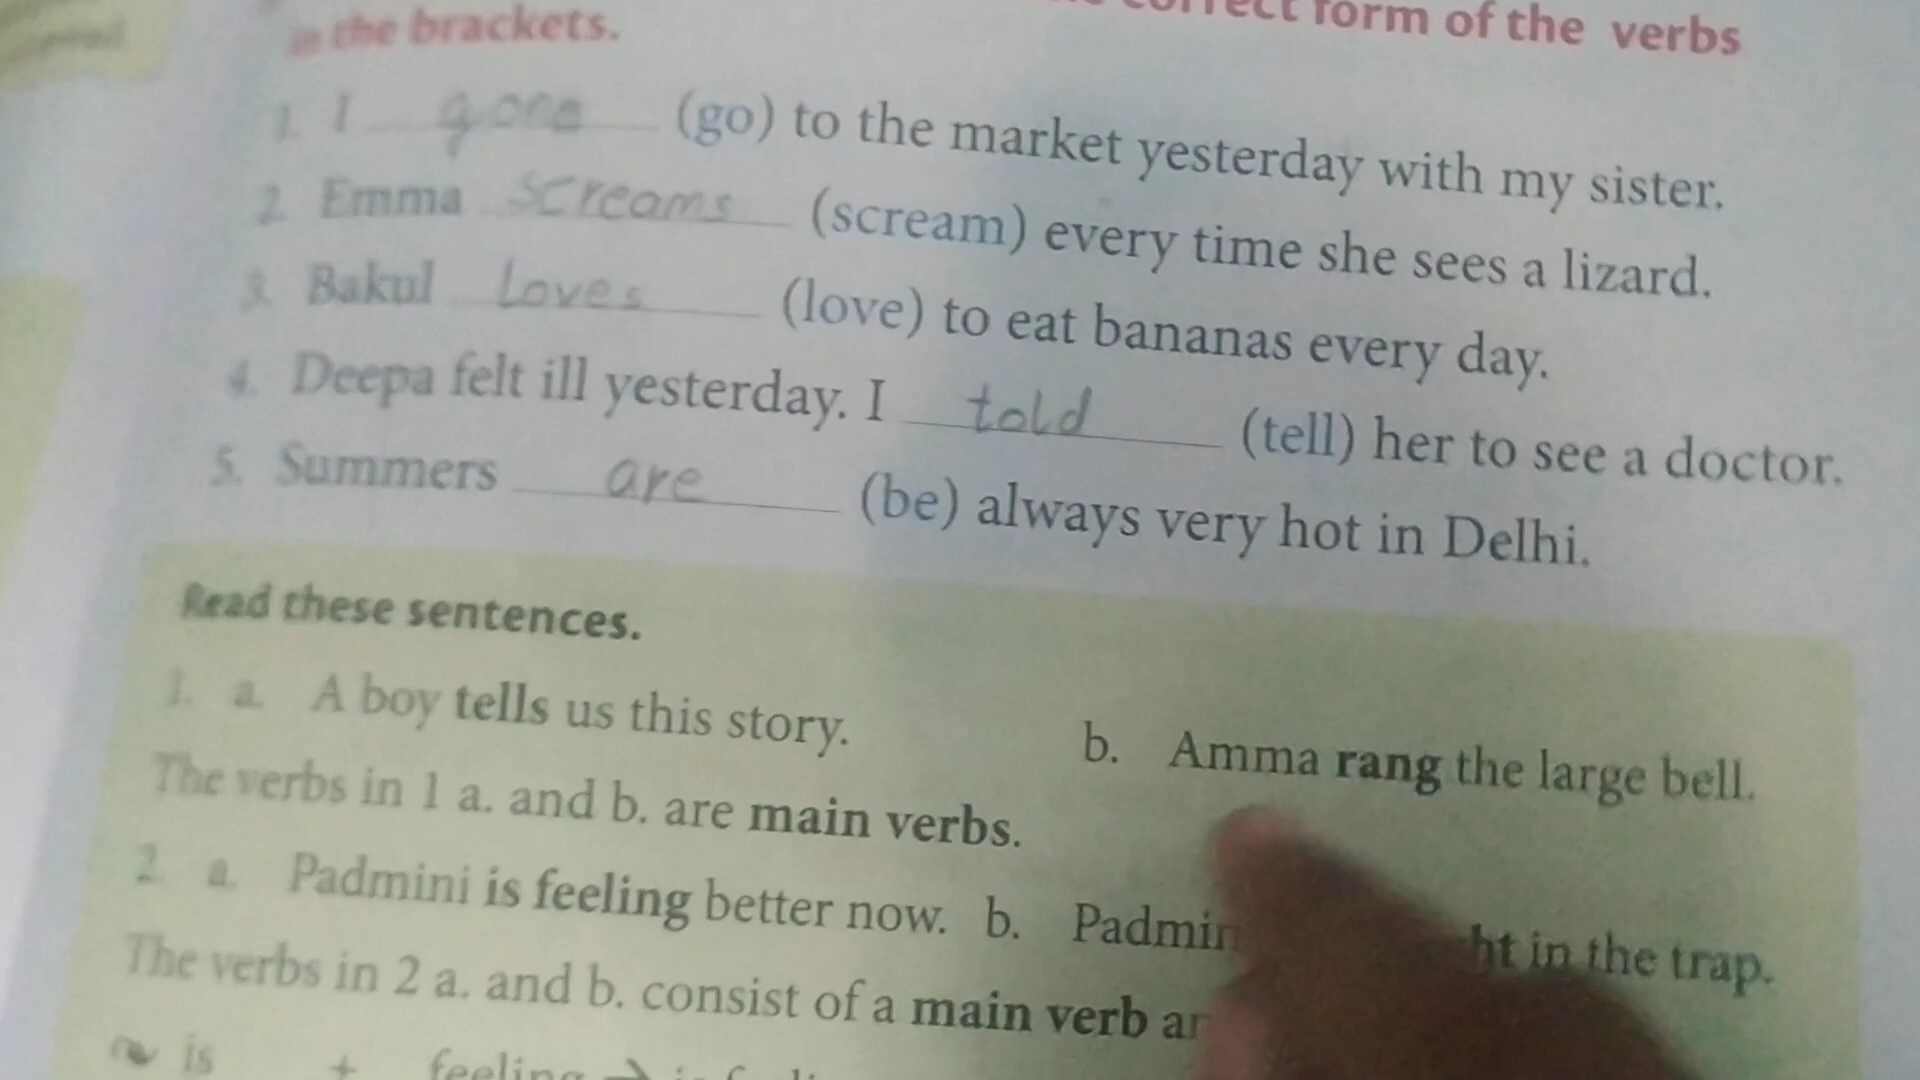 correct form of the verbs
in the brackets.
1. I gone (go) to the market yesterday with my sister.
2. Emma screams (scream) every time she sees a lizard.
3. Bakul Loves (love) to eat bananas every day.
4. Deepa felt ill yesterday. I told (tell) her to see a doctor.
5. Summers are (be) always very hot in Delhi.
Read these sentences.
1. a. A boy tells us this story. b. Amma rang the large bell.
The verbs in 1 a. and b. are main verbs.
2 a. Padmini is feeling better now. b. Padmin in the trap.
The verbs in 2 a. and b. consist of a main verb
is + feeling →